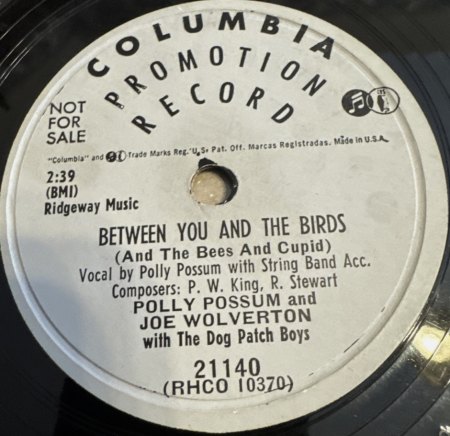 COLUMBIA
PROMOTION
RECORD
NOT
FOR
SALE
"Columbia" and Trade Marks Reg. U.S. Pat. Off. Marcas Registradas. Made in U.S.A.
2:39
(BMI)
Ridgeway Music
BETWEEN YOU AND THE BIRDS
(And The Bees And Cupid)
Vocal by Polly Possum with String Band Acc.
Composers: P. W. King, R. Stewart
POLLY POSSUM and
JOE WOLVERTON
with The Dog Patch Boys
21140
(RHCO 10370)